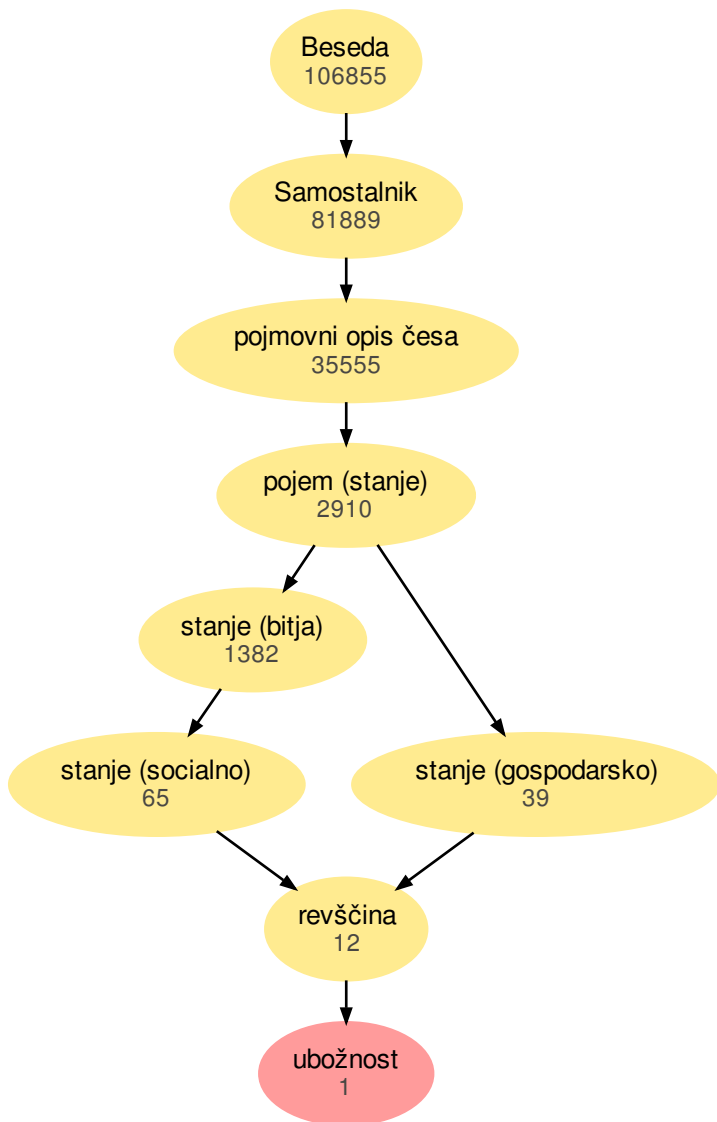 Beseda
106855
Samostalnik
81889
pojmovni opis česa
35555
pojem (stanje)
2910
stanje (bitja)
1382
stanje (socialno)
65
stanje (gospodarsko)
39
revščina
12
ubožnost
1